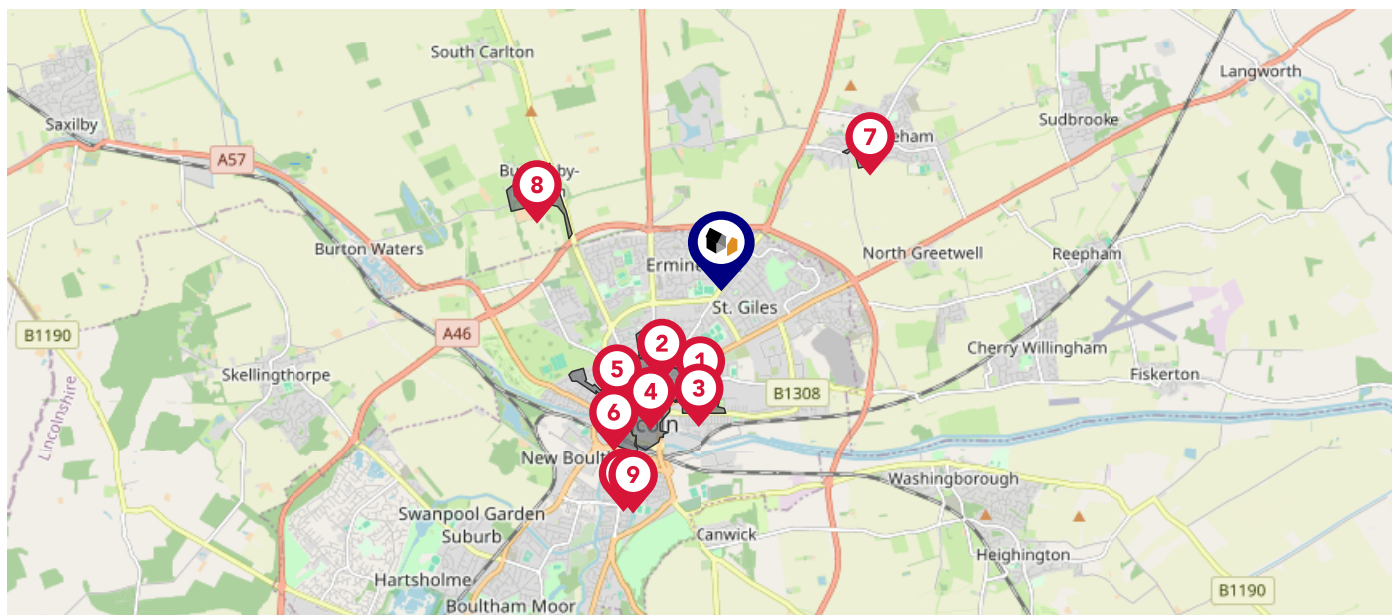 South Carlton
Langworth
Saxilby
Sudbrooke
7
eham
A57
8
Burton Waters
North Greetwell
Reepham
Ermine
St. Giles
B1190
A46
2
1
5
Cherry Willingham
3
4
Skellingthorpe
Fiskerton
B1308
6
Lincolnshire
New Boulth
9
Washingborough
Swanpool Garden
Suburb
Canwick
Heighington
Hartsholme
B1190
Boultham Moor